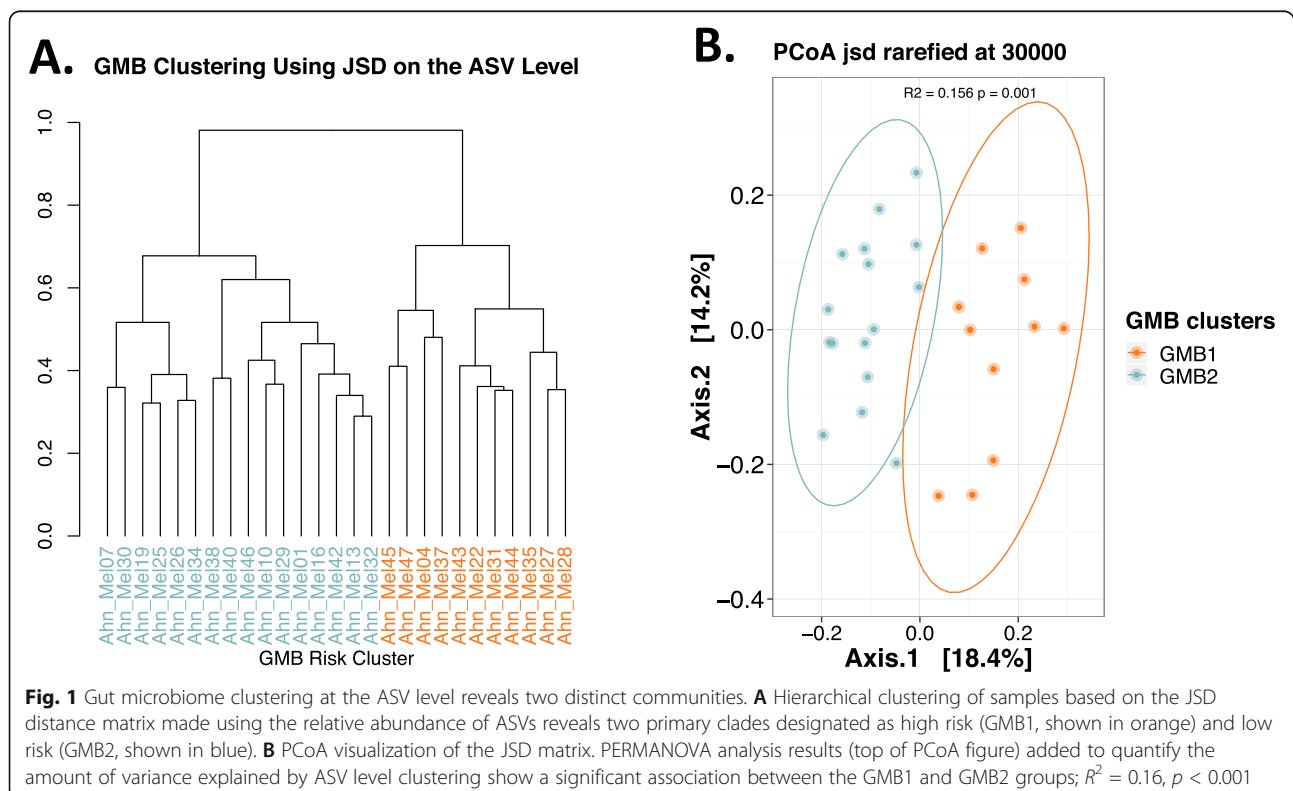 A. GMB Clustering Using JSD on the ASV Level
1.0
0.8
0.6
0.4
0.2
0.0
Ahn_Mel07
Ahn_Mel30
Ahn_Mel19
Ahn_Mel25
Ahn_Mel26
Ahn_Mel34
Ahn_Mel38
Ahn_Mel40
Ahn_Mel46
Ahn_Mel10
Ahn_Mel29
Ahn_Mel01
Ahn_Mel16
Ahn_Mel42
Ahn_Mel13
Ahn_Mel32
Ahn_Mel45
Ahn_Mel47
Ahn_Mel04
Ahn_Mel37
Ahn_Mel43
Ahn_Mel22
Ahn_Mel31
Ahn_Mel44
Ahn_Mel35
Ahn_Mel27
Ahn_Mel28
GMB Risk Cluster
B. PCoA jsd rarefied at 30000
R2 = 0.156 p = 0.001
Axis.2 [14.2%]
0.2
0.0
−0.2
−0.4
−0.2 0.0 0.2
Axis.1 [18.4%]
GMB clusters
GMB1
GMB2
Fig. 1 Gut microbiome clustering at the ASV level reveals two distinct communities. A Hierarchical clustering of samples based on the JSD
distance matrix made using the relative abundance of ASVs reveals two primary clades designated as high risk (GMB1, shown in orange) and low
risk (GMB2, shown in blue). B PCoA visualization of the JSD matrix. PERMANOVA analysis results (top of PCoA figure) added to quantify the
amount of variance explained by ASV level clustering show a significant association between the GMB1 and GMB2 groups; R² = 0.16, p < 0.001